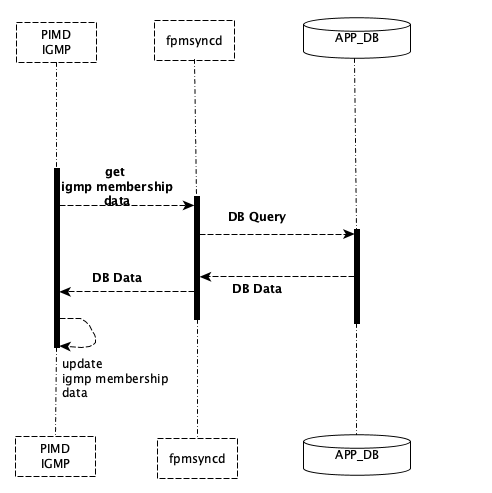 PIMD
IGMP
fpmsyncd
APP_DB
get
igmp membership
data
DB Query
DB Data
DB Data
update
igmp membership
data
PIMD
IGMP
fpmsyncd
APP_DB